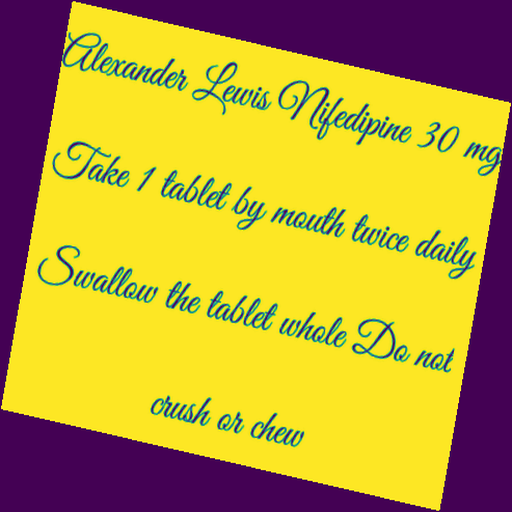 Alexander Lewis Nifedipine 30 mg
Take 1 tablet by mouth twice daily
Swallow the tablet whole Do not
crush or chew